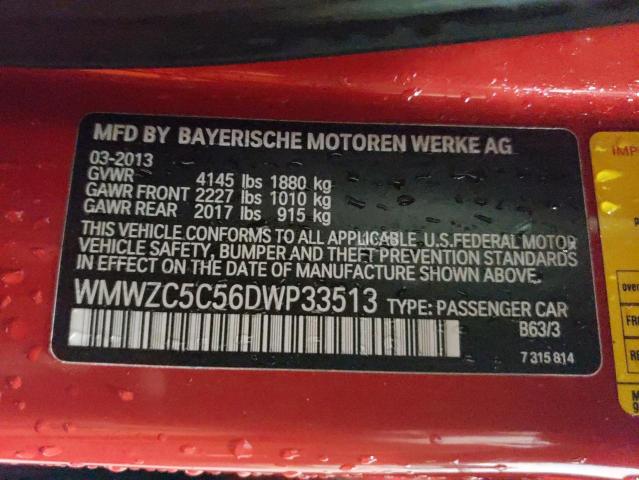 MFD BY BAYERISCHE MOTOREN WERKE AG
03-2013
GVWR 4145 lbs 1880 kg
GAWR FRONT 2227 lbs 1010 kg
GAWR REAR 2017 lbs 915 kg
THIS VEHICLE CONFORMS TO ALL APPLICABLE U.S.FEDERAL MOTOR
VEHICLE SAFETY, BUMPER AND THEFT PREVENTION STANDARDS
IN EFFECT ON THE DATE OF MANUFACTURE SHOWN ABOVE.
WMWZC5C56DWP33513 TYPE: PASSENGER CAR
B63/3
7 315 814